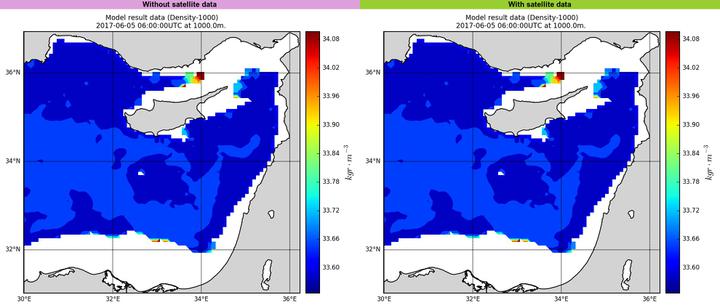 Without satellite data
Model result data (Density-1000)
2017-06-05 06:00:00UTC at 1000.0m.
36°N
34°N
32°N
30°E
32°E
34°E
36°E
34.08
34.02
33.96
33.90
33.84
33.78
33.72
33.66
33.60
kgr · m⁻³
With satellite data
Model result data (Density-1000)
2017-06-05 06:00:00UTC at 1000.0m.
36°N
34°N
32°N
30°E
32°E
34°E
36°E
34.08
34.02
33.96
33.90
33.84
33.78
33.72
33.66
33.60
kgr · m⁻³